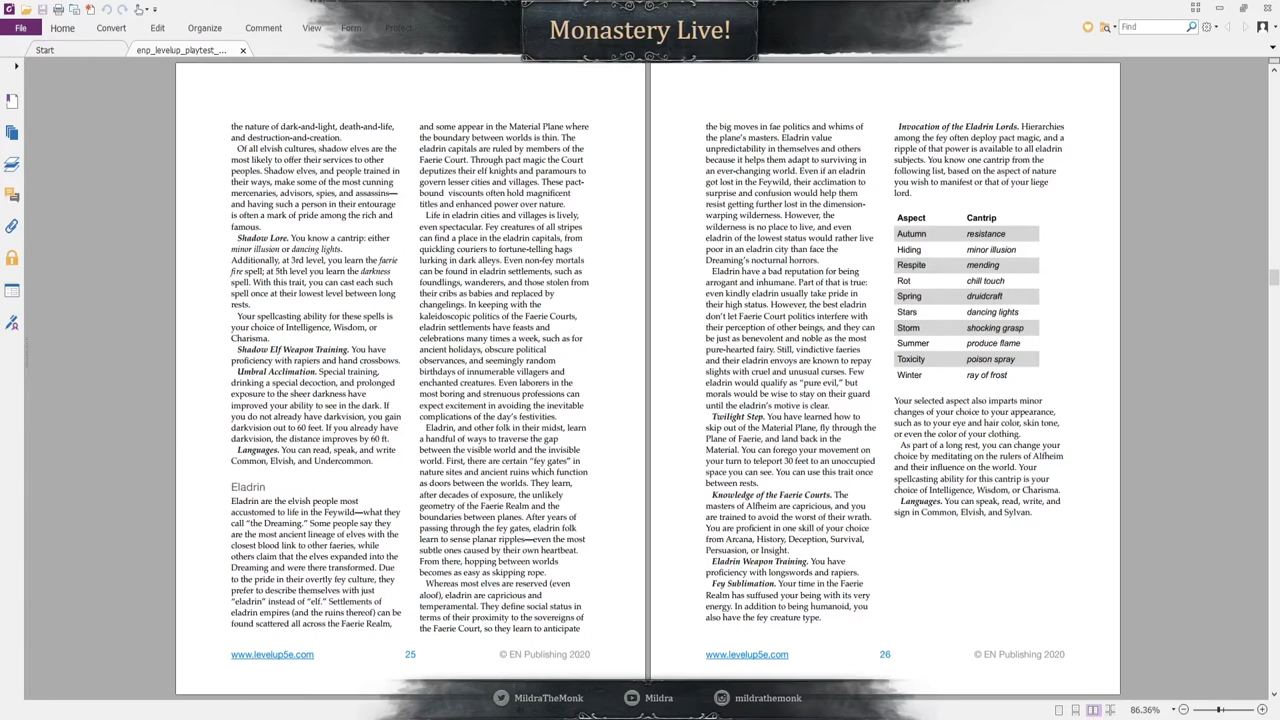 Monastery Live!
File
Home
Convert
Edit
Organize
Comment
View
Form
Protect
Find
Start
enp_levelup_playtest_...
the nature of dark-and-light, death-and-life,
and destruction-and-creation.
Of all elvish cultures, shadow elves are the
most likely to offer their services to other
peoples. Shadow elves, and people trained in
their ways, make some of the most cunning
mercenaries, advisors, spies, and assassins—
and having such a person in their entourage
is often a mark of pride among the rich and
famous.
Shadow Lore. You know a cantrip: either
minor illusion or dancing lights.
Additionally, at 3rd level, you learn the faerie
fire spell; at 5th level you learn the darkness
spell. With this trait, you can cast each such
spell once at their lowest level between long
rests.
Your spellcasting ability for these spells is
your choice of Intelligence, Wisdom, or
Charisma.
Shadow Elf Weapon Training. You have
proficiency with rapiers and hand crossbows.
Umbral Acclimation. Special training,
drinking a special decoction, and prolonged
exposure to the sheer darkness have
improved your ability to see in the dark. If
you do not already have darkvision, you gain
darkvision out to 60 feet. If you already have
darkvision, the distance improves by 60 ft.
Languages. You can read, speak, and write
Common, Elvish, and Undercommon.
Eladrin
Eladrin are the elvish people most
accustomed to life in the Feywild—what they
call “the Dreaming.” Some people say they
are the most ancient lineage of elves with the
closest blood link to other faeries, while
others claim that the elves expanded into the
Dreaming and were there transformed. Due
to the pride in their overtly fey culture, they
prefer to describe themselves with just
“eladrin” instead of “elf.” Settlements of
eladrin empires (and the ruins thereof) can be
found scattered all across the Faerie Realm,
and some appear in the Material Plane where
the boundary between worlds is thin. The
eladrin capitals are ruled by members of the
Faerie Court. Through pact magic the Court
deputizes their elf knights and paramours to
govern lesser cities and villages. These pact-
bound viscounts often hold magnificent
titles and enhanced power over nature.
Life in eladrin cities and villages is lively,
even spectacular. Fey creatures of all stripes
can find a place in the eladrin capitals, from
quickling couriers to fortune-telling hags
lurking in dark alleys. Even non-fey mortals
can be found in eladrin settlements, such as
foundlings, wanderers, and those stolen from
their cribs as babies and replaced by
changelings. In keeping with the
kaleidoscopic politics of the Faerie Courts,
eladrin settlements have feasts and
celebrations many times a week, such as for
ancient holidays, obscure political
observances, and seemingly random
birthdays of innumerable villagers and
enchanted creatures. Even laborers in the
most boring and strenuous professions can
expect excitement in avoiding the inevitable
complications of the day’s festivities.
Eladrin, and other folk in their midst, learn
a handful of ways to traverse the gap
between the visible world and the invisible
world. First, there are certain “fey gates” in
nature sites and ancient ruins which function
as doors between the worlds. They learn,
after decades of exposure, the unlikely
geometry of the Faerie Realm and the
boundaries between planes. After years of
passing through the fey gates, eladrin folk
learn to sense planar ripples—even the most
subtle ones caused by their own heartbeat.
From there, hopping between worlds
becomes as easy as skipping rope.
Whereas most elves are reserved (even
aloof), eladrin are capricious and
temperamental. They define social status in
terms of their proximity to the sovereigns of
the Faerie Court, so they learn to anticipate
www.levelup5e.com
25
© EN Publishing 2020
the big moves in fae politics and whims of
the plane’s masters. Eladrin value
unpredictability in themselves and others
because it helps them adapt to surviving in
an ever-changing world. Even if an eladrin
got lost in the Feywild, their acclimation to
surprise and confusion would help them
resist getting further lost in the dimension-
warping wilderness. However, the
wilderness is no place to live, and even
eladrin of the lowest status would rather live
poor in an eladrin city than face the
Dreaming’s nocturnal horrors.
Eladrin have a bad reputation for being
arrogant and inhumane. Part of that is true:
even kindly eladrin usually take pride in
their high status. However, the best eladrin
don’t let Faerie Court politics interfere with
their perception of other beings, and they can
be just as benevolent and noble as the most
pure-hearted fairy. Still, vindictive faeries
and their eladrin envoys are known to repay
slights with cruel and unusual curses. Few
eladrin would qualify as “pure evil,” but
morals would be wise to stay on their guard
until the eladrin’s motive is clear.
Twilight Step. You have learned how to
skip out of the Material Plane, fly through the
Plane of Faerie, and land back in the
Material. You can forego your movement on
your turn to teleport 30 feet to an unoccupied
space you can see. You can use this trait once
between rests.
Knowledge of the Faerie Courts. The
masters of Alfheim are capricious, and you
are trained to avoid the worst of their wrath.
You are proficient in one skill of your choice
from Arcana, History, Deception, Survival,
Persuasion, or Insight.
Eladrin Weapon Training. You have
proficiency with longswords and rapiers.
Fey Sublimation. Your time in the Faerie
Realm has suffused your being with its very
energy. In addition to being humanoid, you
also have the fey creature type.
Invocation of the Eladrin Lords. Hierarchies
among the fey often deploy pact magic, and a
ripple of that power is available to all eladrin
subjects. You know one cantrip from the
following list, based on the aspect of nature
you wish to manifest or that of your liege
lord.
Aspect Cantrip
Autumn resistance
Hiding minor illusion
Respite mending
Rot chill touch
Spring druidcraft
Stars dancing lights
Storm shocking grasp
Summer produce flame
Toxicity poison spray
Winter ray of frost
Your selected aspect also imparts minor
changes of your choice to your appearance,
such as to your eye and hair color, skin tone,
or even the color of your clothing.
As part of a long rest, you can change your
choice by meditating on the rulers of Alfheim
and their influence on the world. Your
spellcasting ability for this cantrip is your
choice of Intelligence, Wisdom, or Charisma.
Languages. You can speak, read, write, and
sign in Common, Elvish, and Sylvan.
www.levelup5e.com
26
© EN Publishing 2020
MildraTheMonk
Mildra
mildrathemonk
86.36%